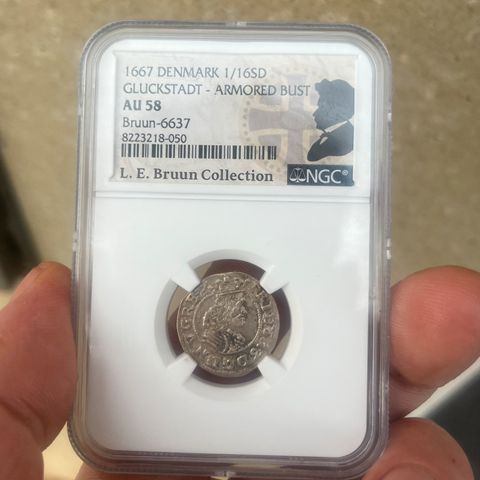 1667 DENMARK 1/16SD
GLUCKSTADT - ARMORED BUST
AU 58
Bruun-6637
8223218-050
L. E. Bruun Collection
NGC®